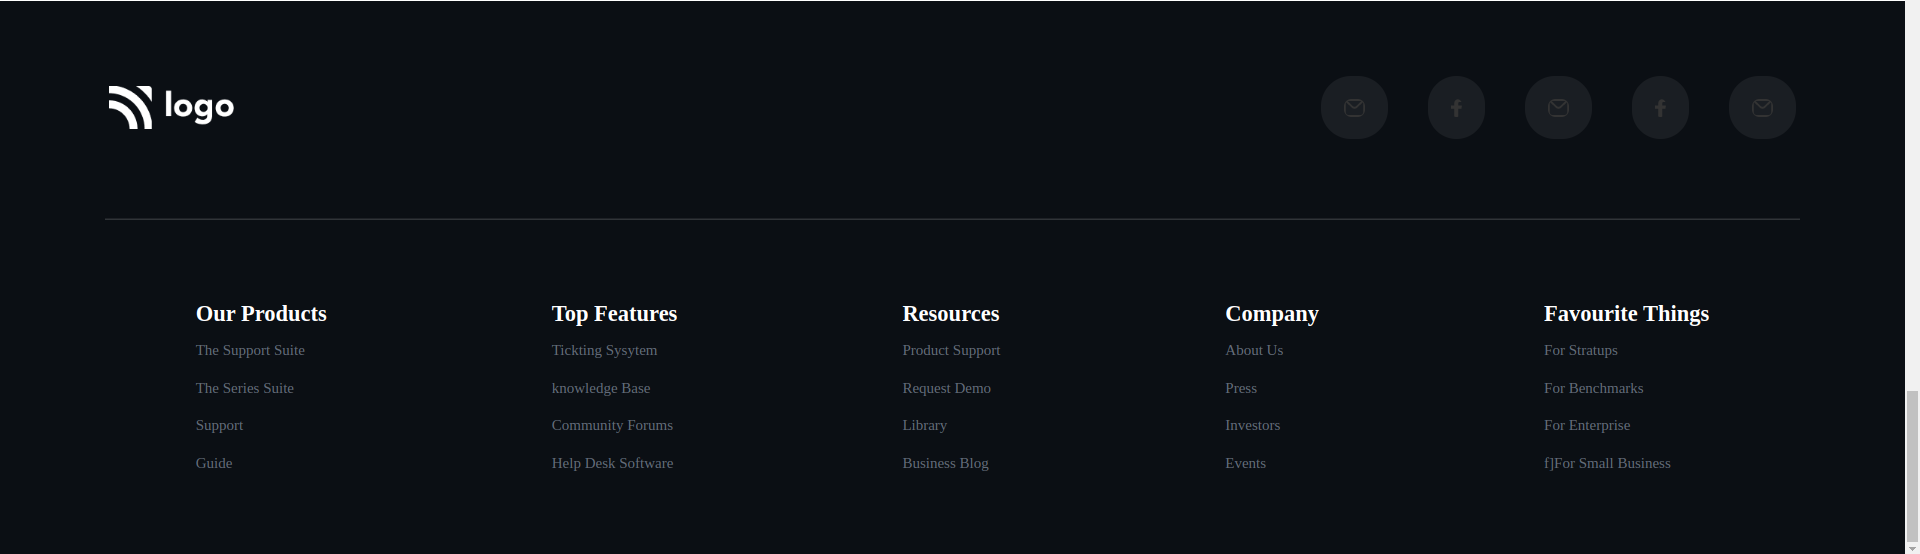 logo
Our Products
The Support Suite
The Series Suite
Support
Guide
Top Features
Tickting Sysytem
knowledge Base
Community Forums
Help Desk Software
Resources
Product Support
Request Demo
Library
Business Blog
Company
About Us
Press
Investors
Events
Favourite Things
For Stratups
For Benchmarks
For Enterprise
f]For Small Business